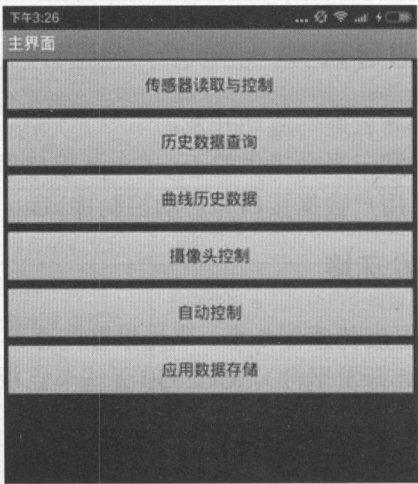 下午3:26
主界面
传感器读取与控制
历史数据查询
曲线历史数据
摄像头控制
自动控制
应用数据存储